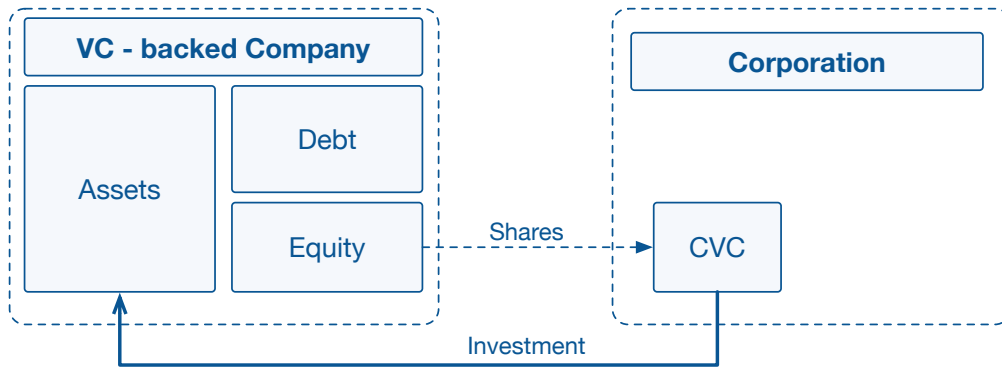 VC - backed Company
Corporation
Assets
Debt
Equity
Shares
CVC
Investment